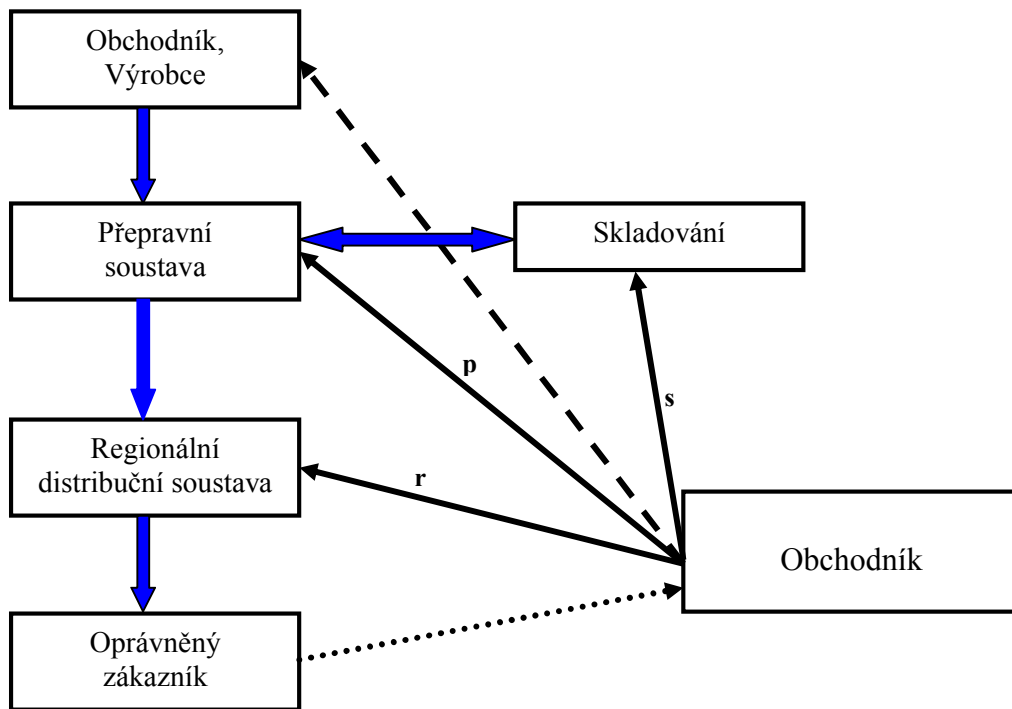 Obchodník,
Výrobce
Přepravní
soustava
Skladování
p
s
Regionální
distribuční soustava
r
Obchodník
Oprávněný
zákazník